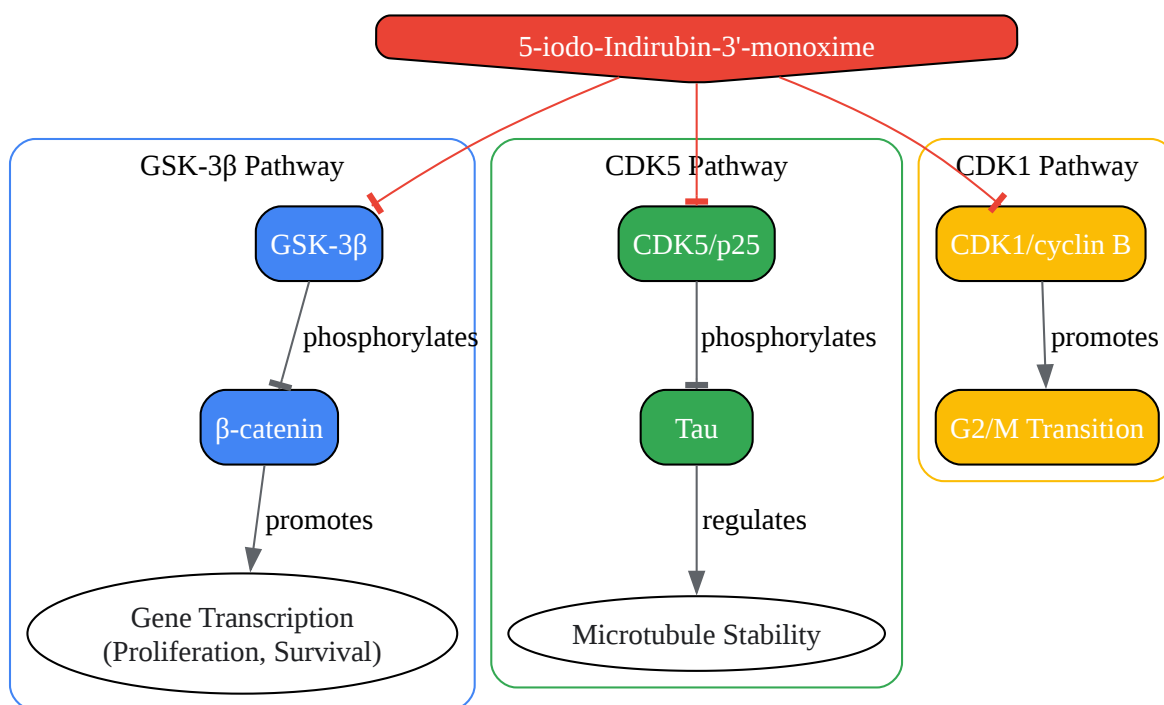 5-iodo-Indirubin-3'-monoxime
GSK-3β Pathway
CDK5 Pathway
CDK1 Pathway
GSK-3β
CDK5/p25
CDK1/cyclin B
phosphorylates
phosphorylates
promotes
β-catenin
Tau
G2/M Transition
promotes
regulates
Gene Transcription
(Proliferation, Survival)
Microtubule Stability